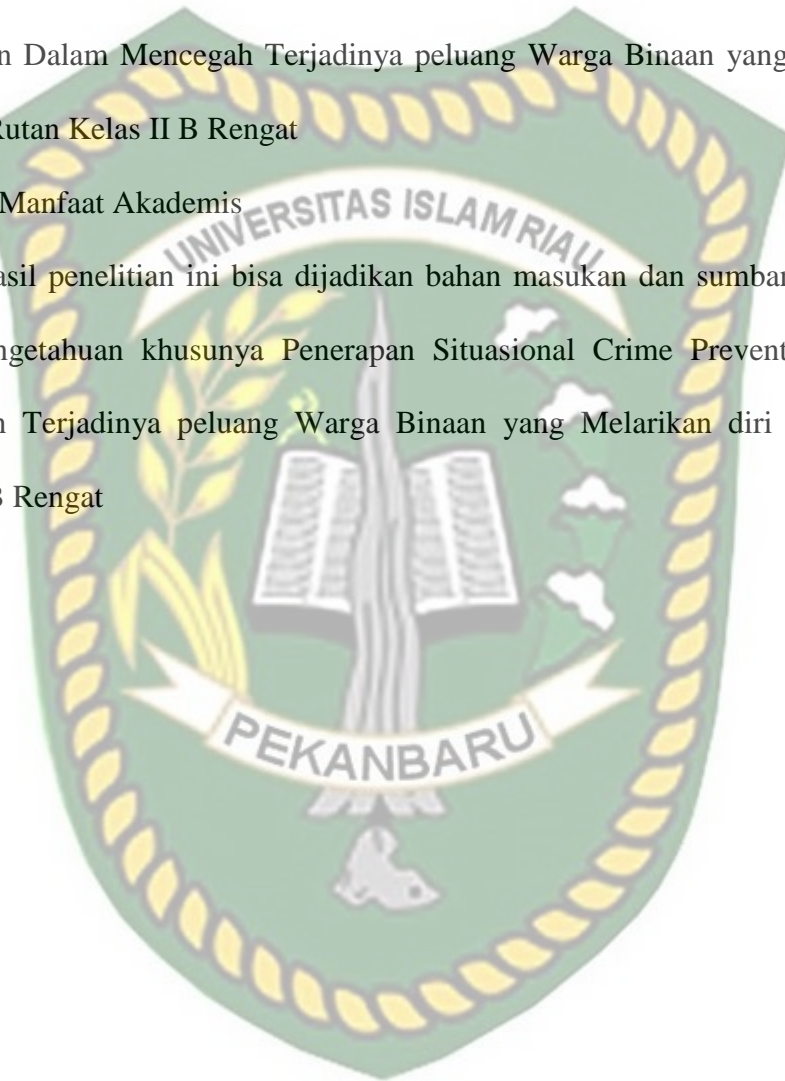 n Dalam Mencegah Terjadinya peluang Warga Binaan yang
Rutan Kelas II B Rengat
Manfaat Akademis
UNIVERSITAS ISLAM RIAU
asil penelitian ini bisa dijadikan bahan masukan dan sumban
ngetahuan khusunya Penerapan Situasional Crime Prevent
n Terjadinya peluang Warga Binaan yang Melarikan diri
B Rengat
PEKANBARU